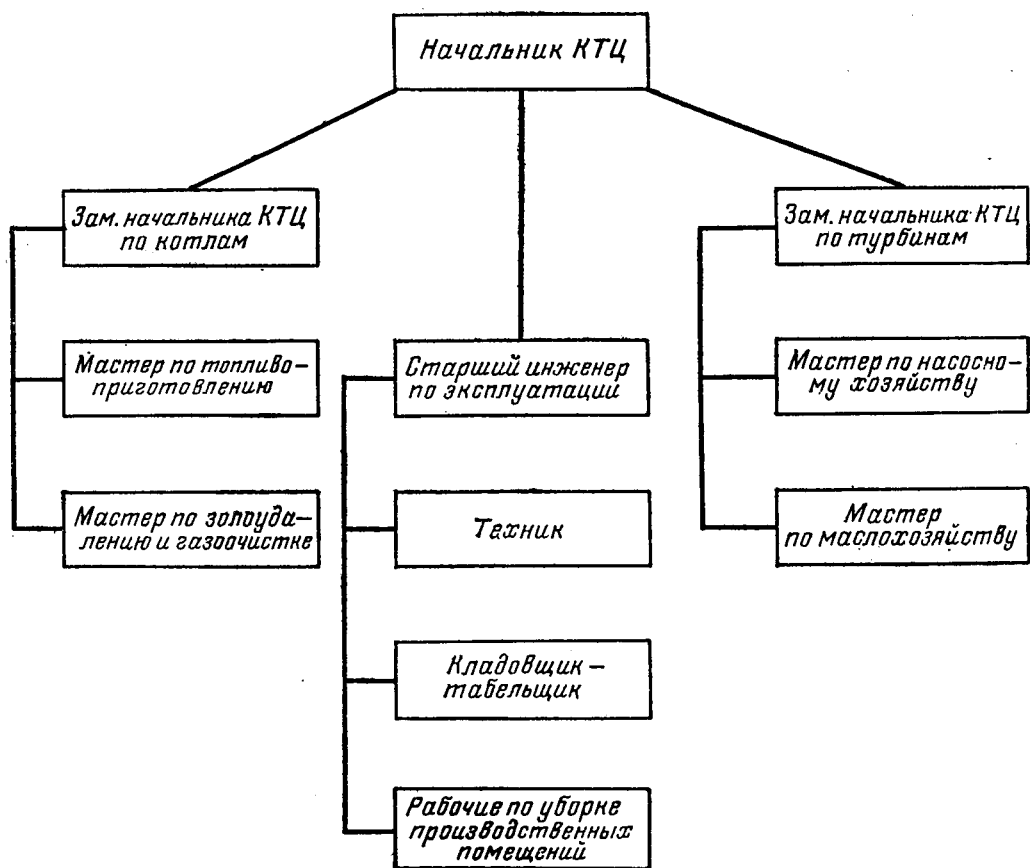 Начальник КТЦ
Зам. начальника КТЦ
по котлам
Зам. начальника КТЦ
по турбинам
Мастер по топливо-
приготовлению
Старший инженер
по эксплуатации
Мастер по насосно-
му хозяйству
Мастер по золоуда-
лению и газоочистке
Техник
Мастер
по маслохозяйству
Кладовщик-
табельщик
Рабочие по уборке
производственных
помещений